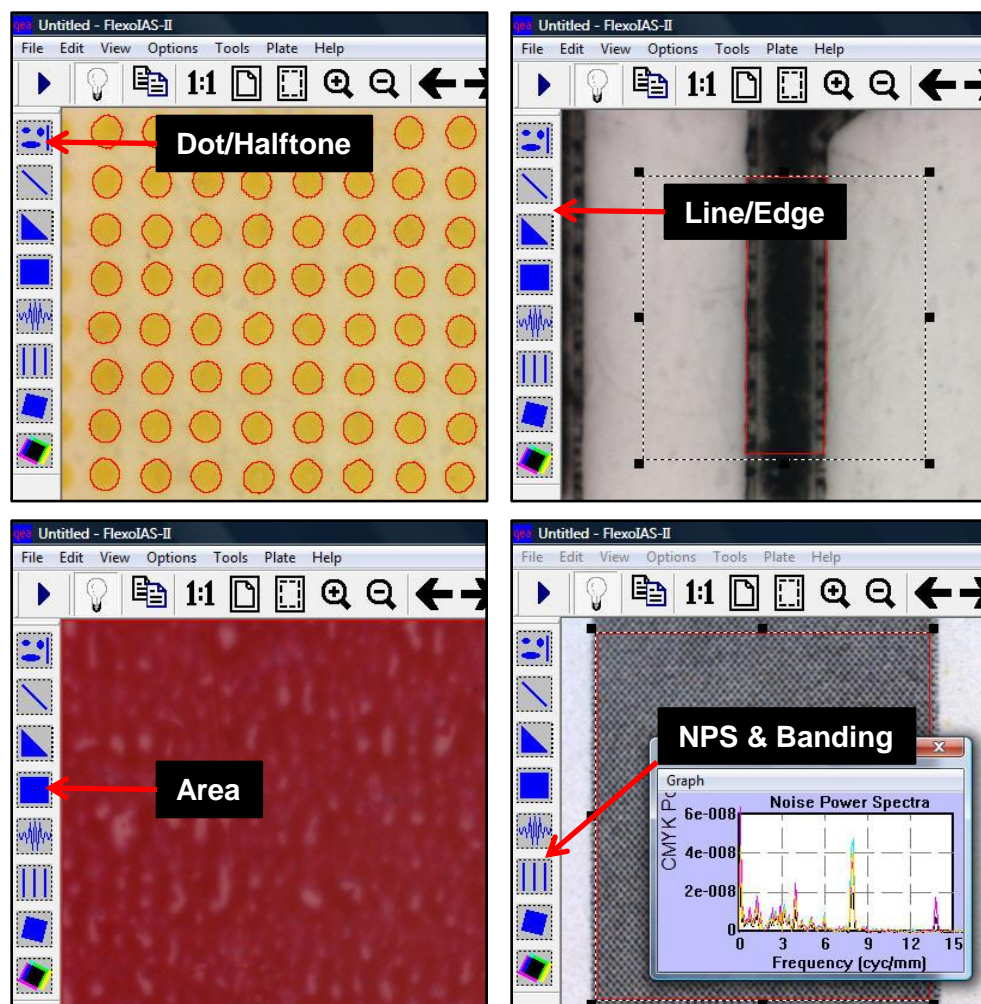 qea Untitled - FlexoIAS-II
File Edit View Options Tools Plate Help
1:1
Dot/Halftone
qea Untitled - FlexoIAS-II
File Edit View Options Tools Plate Help
1:1
Line/Edge
qea Untitled - FlexoIAS-II
File Edit View Options Tools Plate Help
1:1
Area
qea Untitled - FlexoIAS-II
File Edit View Options Tools Plate Help
1:1
NPS & Banding
x
Graph
Noise Power Spectra
CMYK
6e-008
4e-008
2e-008
0
0 3 6 9 12 15
Frequency (cyc/mm)